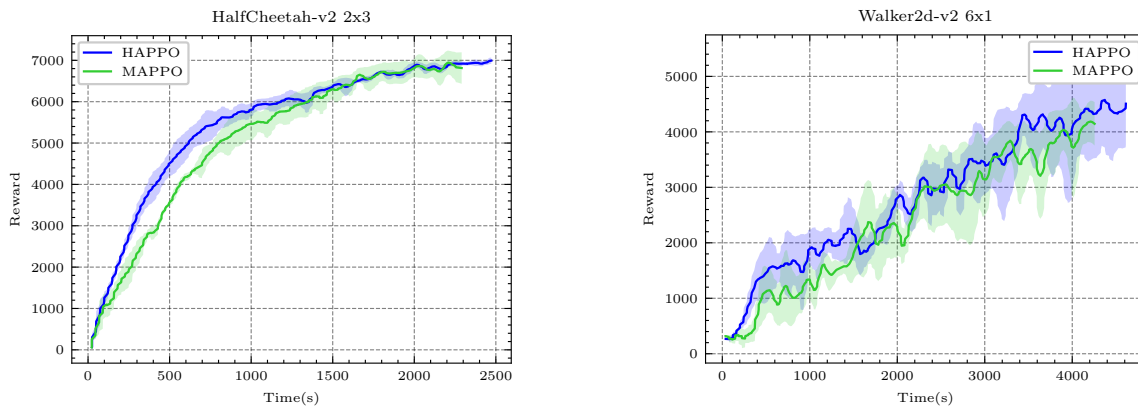 HalfCheetah-v2 2x3
HAPPO
MAPPO
7000
6000
5000
4000
3000
2000
1000
0
Reward
0 500 1000 1500 2000 2500
Time(s)
Walker2d-v2 6x1
HAPPO
MAPPO
5000
4000
3000
2000
1000
0
Reward
0 1000 2000 3000 4000
Time(s)